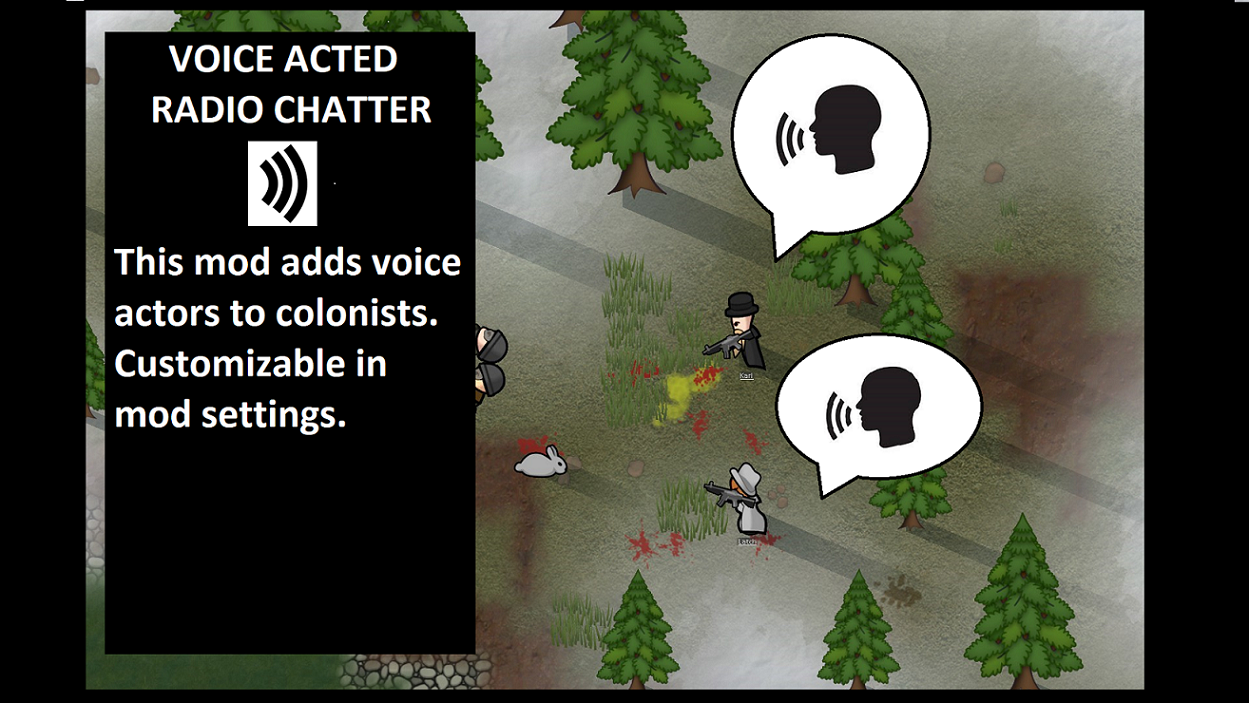 VOICE ACTED
RADIO CHATTER
This mod adds voice
actors to colonists.
Customizable in
mod settings.
Karl